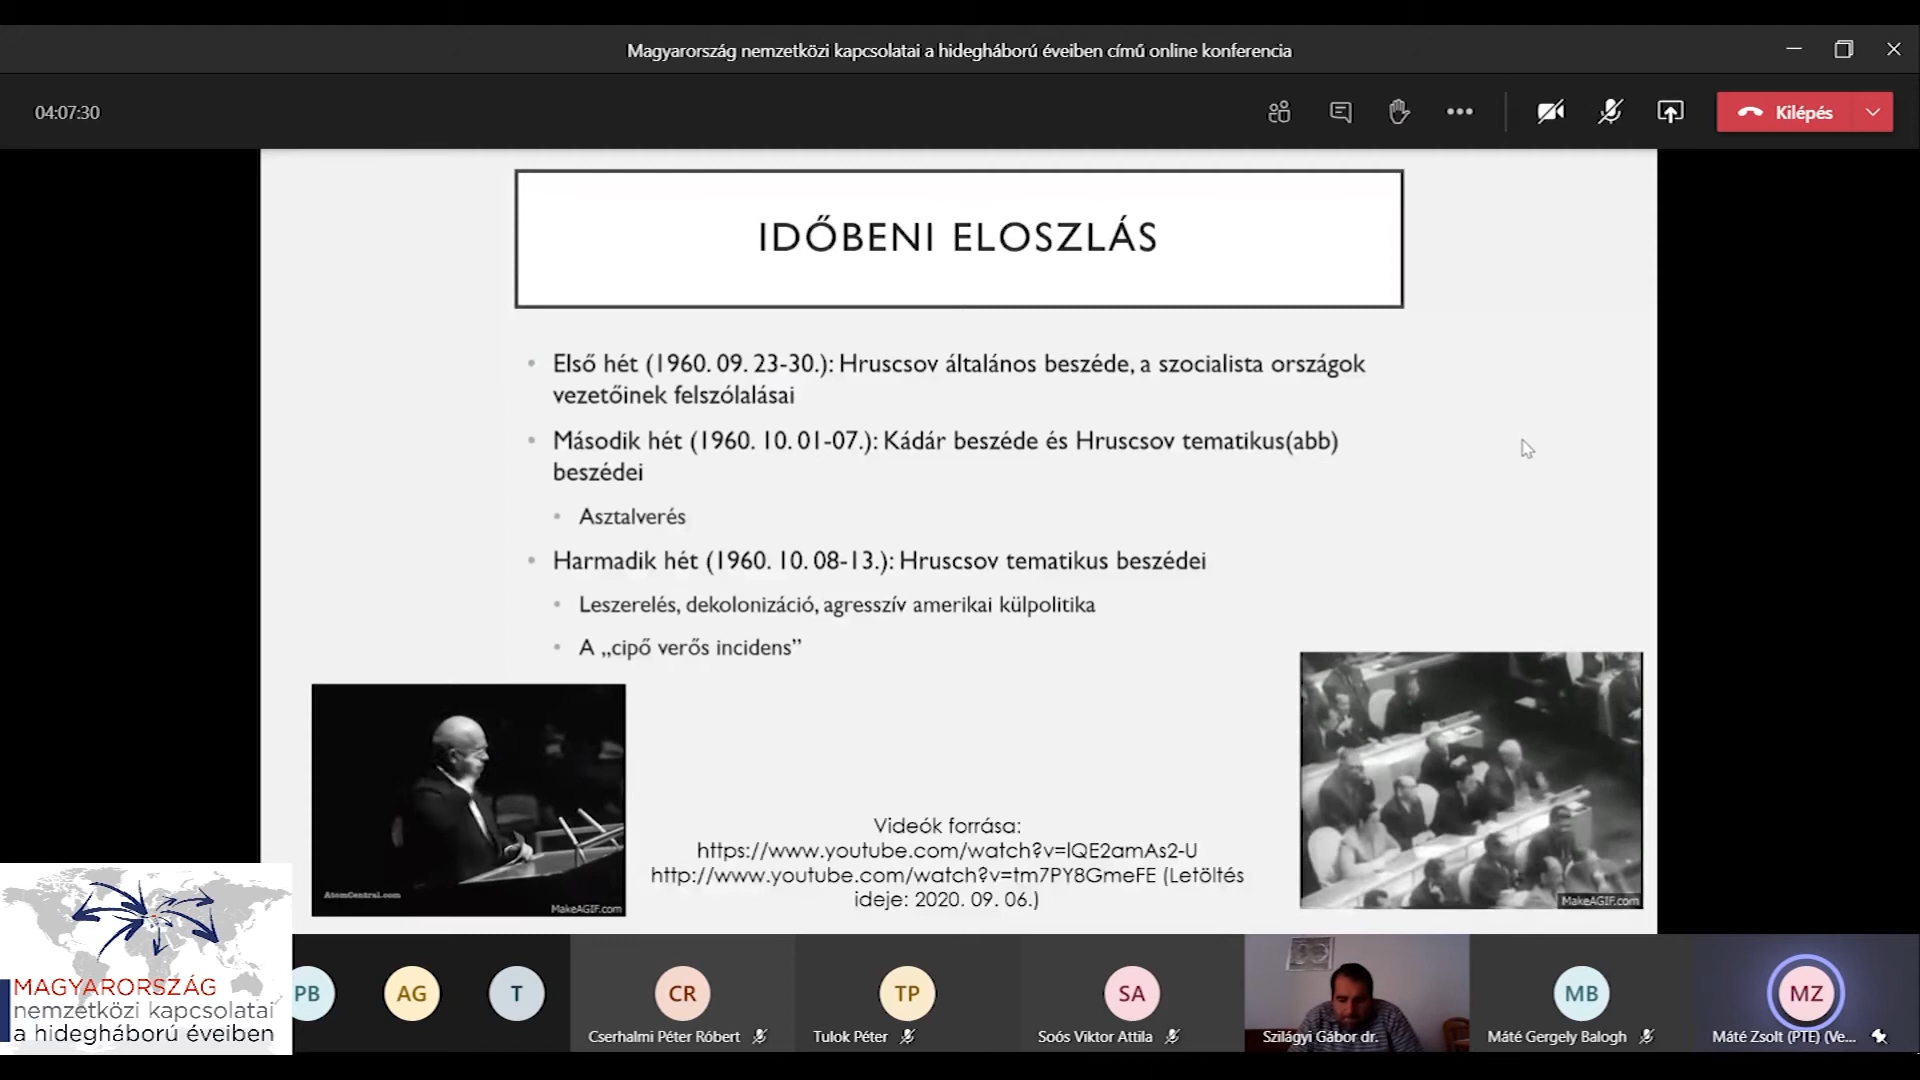 Magyarország nemzetközi kapcsolatai a hidegháború éveiben című online konferencia
04:07:30
Kilépés
IDŐBENI ELOSZLÁS
• Első hét (1960. 09. 23-30.): Hruscsov általános beszéde, a szocialista országok
vezetőinek felszólalásai
• Második hét (1960. 10. 01-07.): Kádár beszéde és Hruscsov tematikus(abb)
beszédei
• Asztalverés
• Harmadik hét (1960. 10. 08-13.): Hruscsov tematikus beszédei
• Leszerelés, dekolonizáció, agresszív amerikai külpolitika
• A „cipő verős incidens”
AtomCentral.com
MakeAGIF.com
Videók forrása:
https://www.youtube.com/watch?v=lQE2amAs2-U
http://www.youtube.com/watch?v=tm7PY8GmeFE (Letöltés
ideje: 2020. 09. 06.)
MakeAGIF.com
MAGYARORSZÁG
nemzetközi kapcsolatai
a hidegháború éveiben
PB
AG
T
CR
Cserhalmi Péter Róbert
TP
Tulok Péter
SA
Soós Viktor Attila
Szilágyi Gábor dr.
MB
Máté Gergely Balogh
MZ
Máté Zsolt (PTE) (Ve...